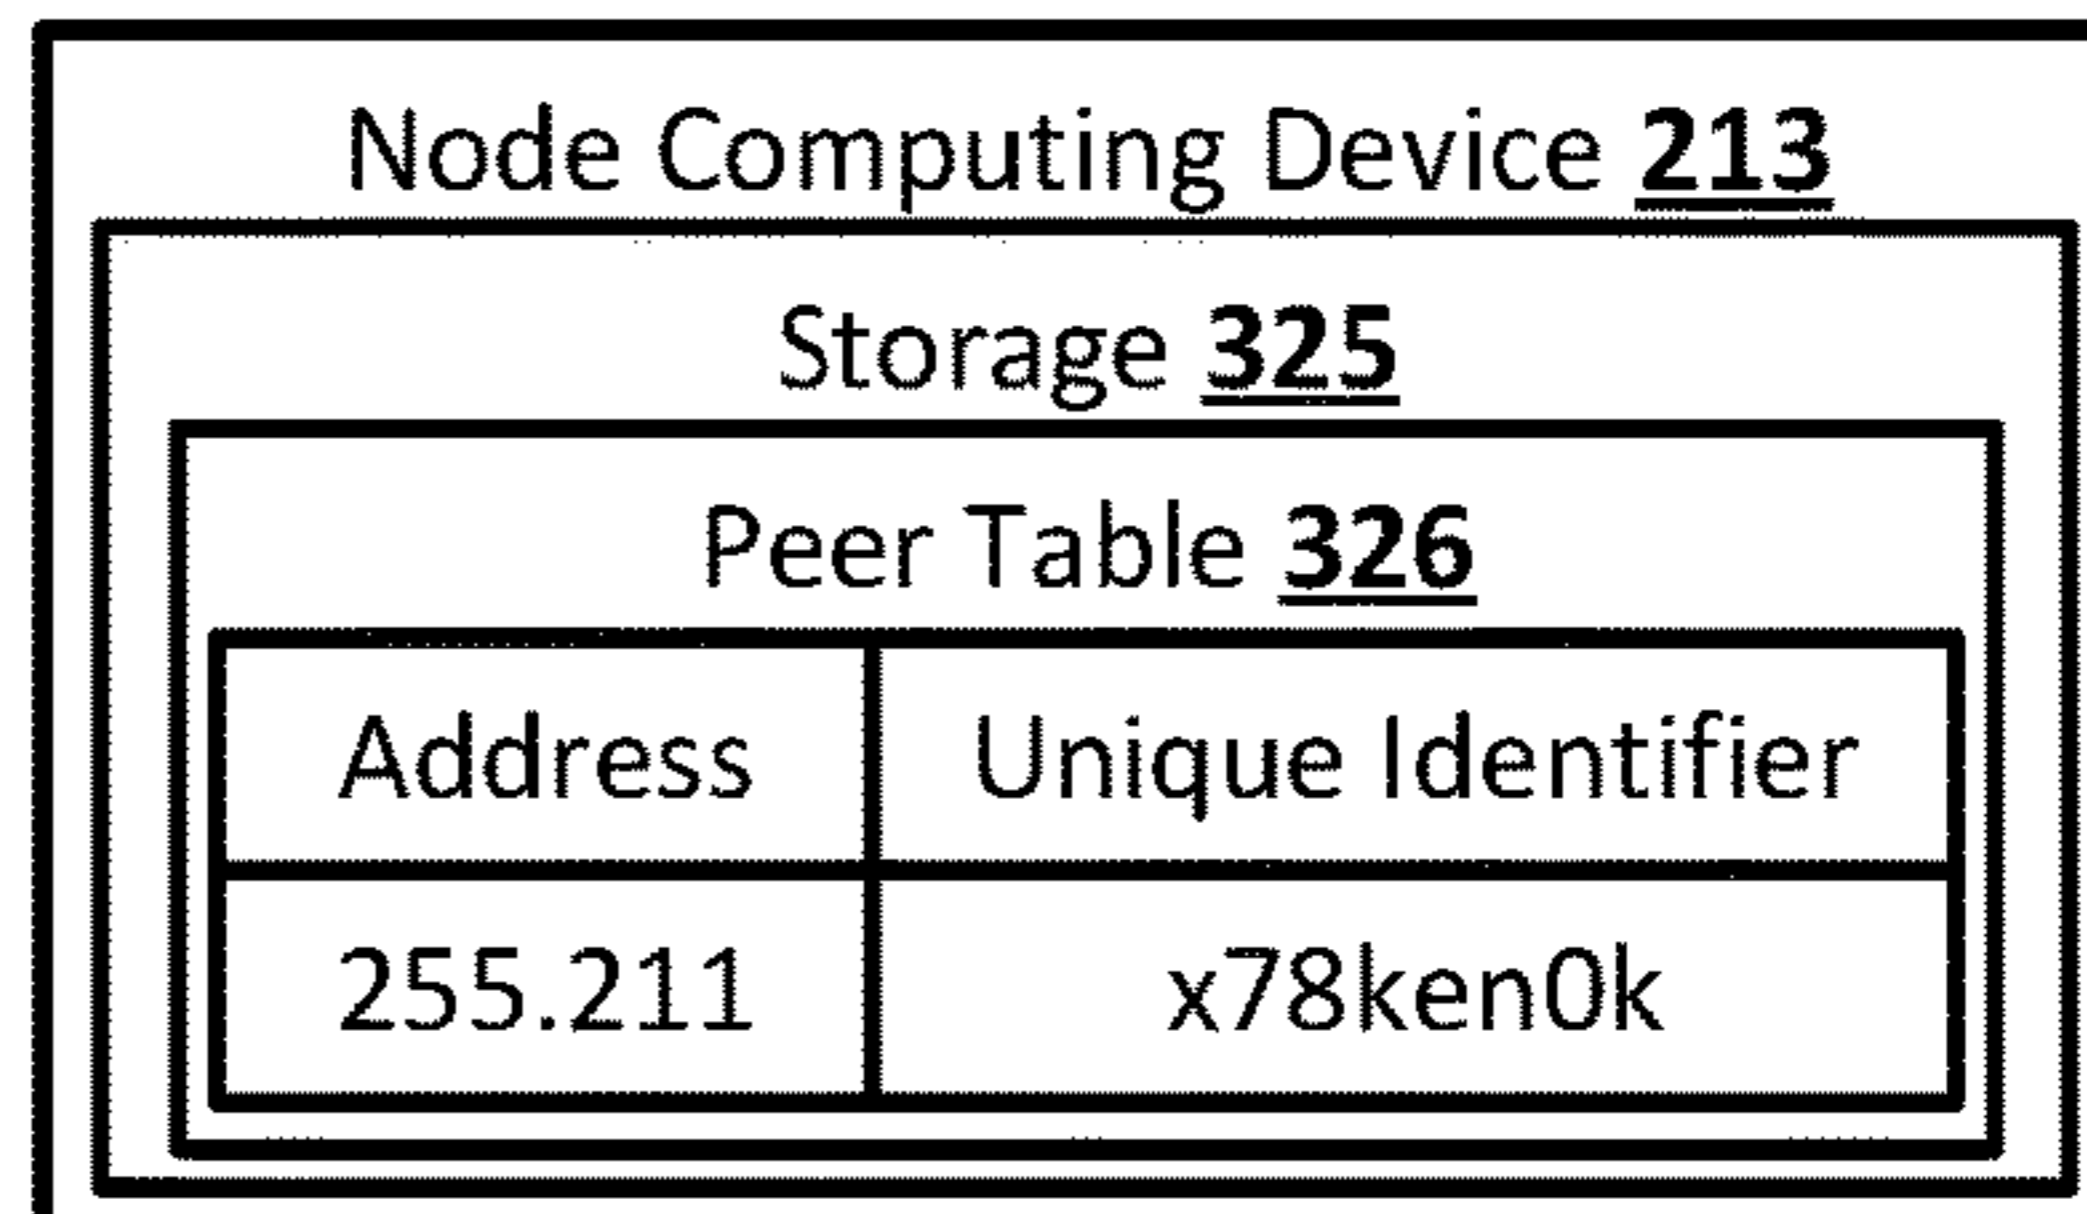 Node Computing Device 213
Storage 325
Peer Table 326
Address Unique Identifier
255.211 x78ken0k